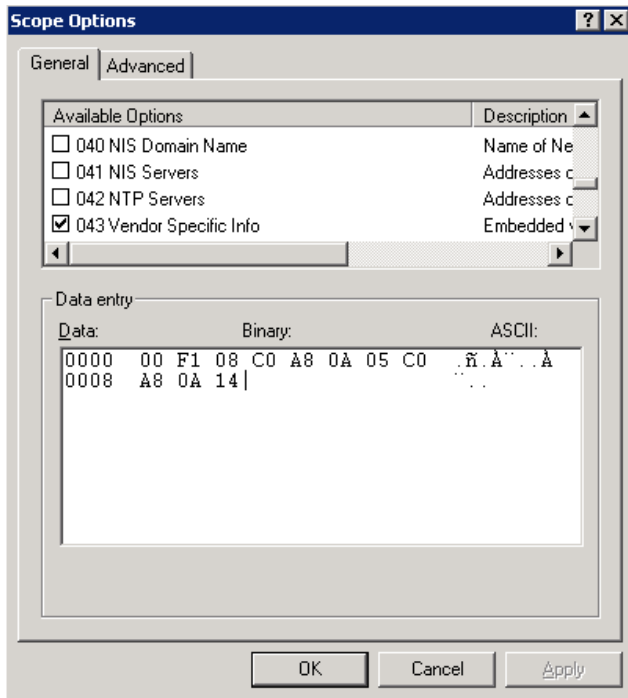 Scope Options
General
Advanced
Available Options
Description
040 NIS Domain Name
Name of Ne
041 NIS Servers
Addresses c
042 NTP Servers
Addresses c
043 Vendor Specific Info
Embedded v
Data entry
Data:
Binary:
ASCII:
0000 00 F1 08 C0 A8 0A 05 C0 .ñ.À¨..À
0008 A8 0A 14 ¨..
OK
Cancel
Apply